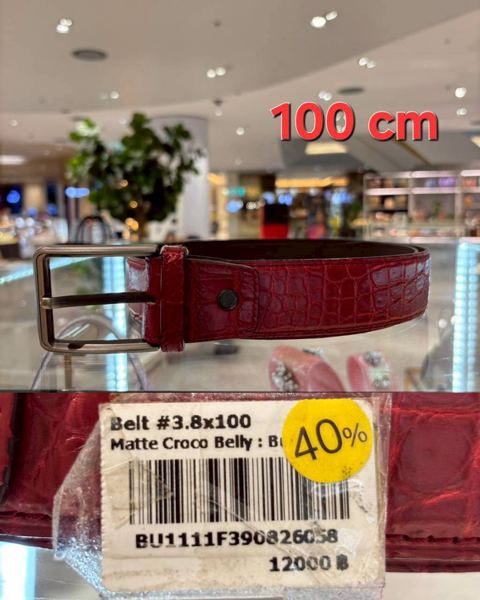 100 cm
Belt #3.8x100
Matte Croco Belly :
40%
BU1111F390826058
12000 ฿